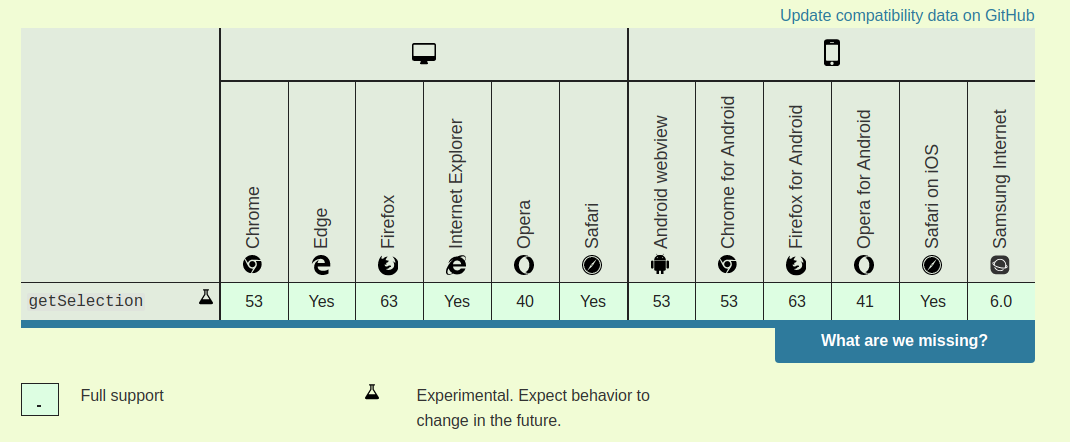 Update compatibility data on GitHub
Chrome
Edge
Firefox
Internet Explorer
Opera
Safari
Android webview
Chrome for Android
Firefox for Android
Opera for Android
Safari on iOS
Samsung Internet
getSelection 53 Yes 63 Yes 40 Yes 53 53 63 41 Yes 6.0
What are we missing?
- Full support
Experimental. Expect behavior to
change in the future.